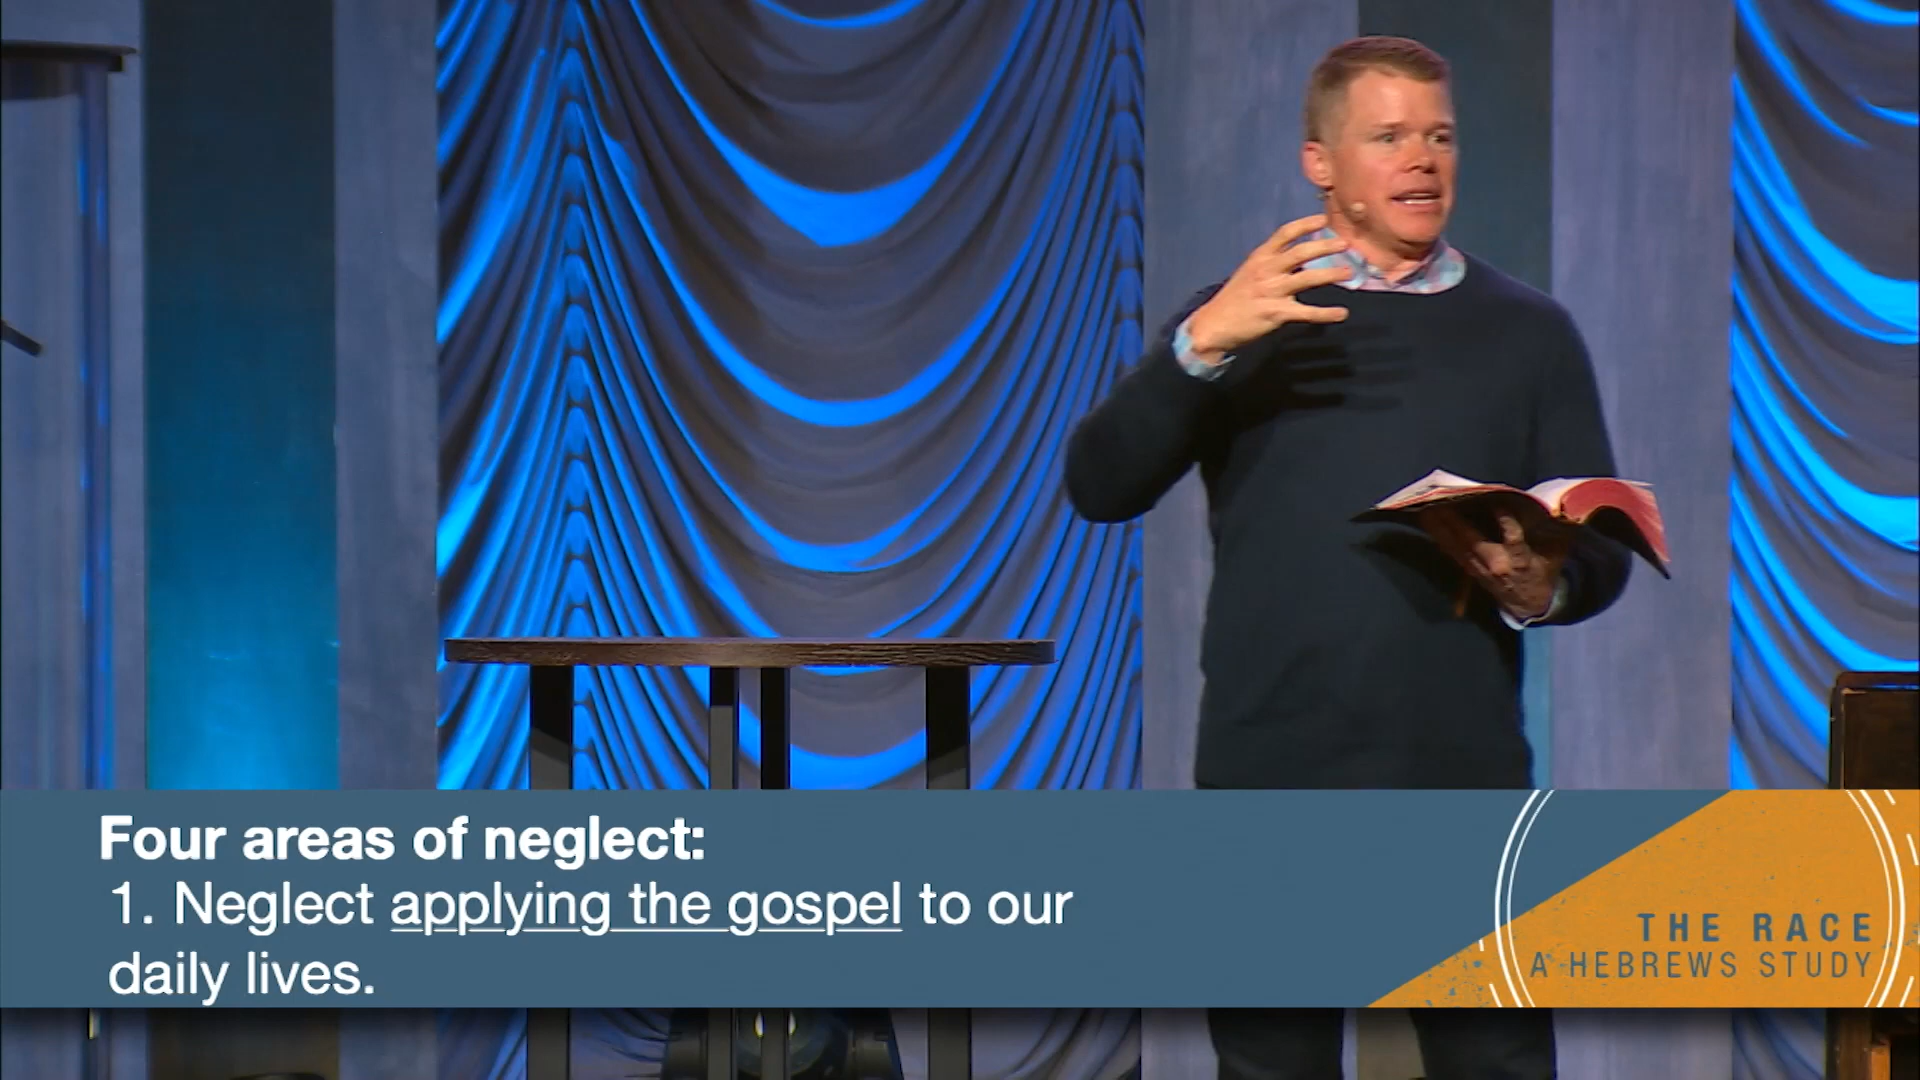 Four areas of neglect:
1. Neglect applying the gospel to our
daily lives.
THE RACE
A HEBREWS STUDY